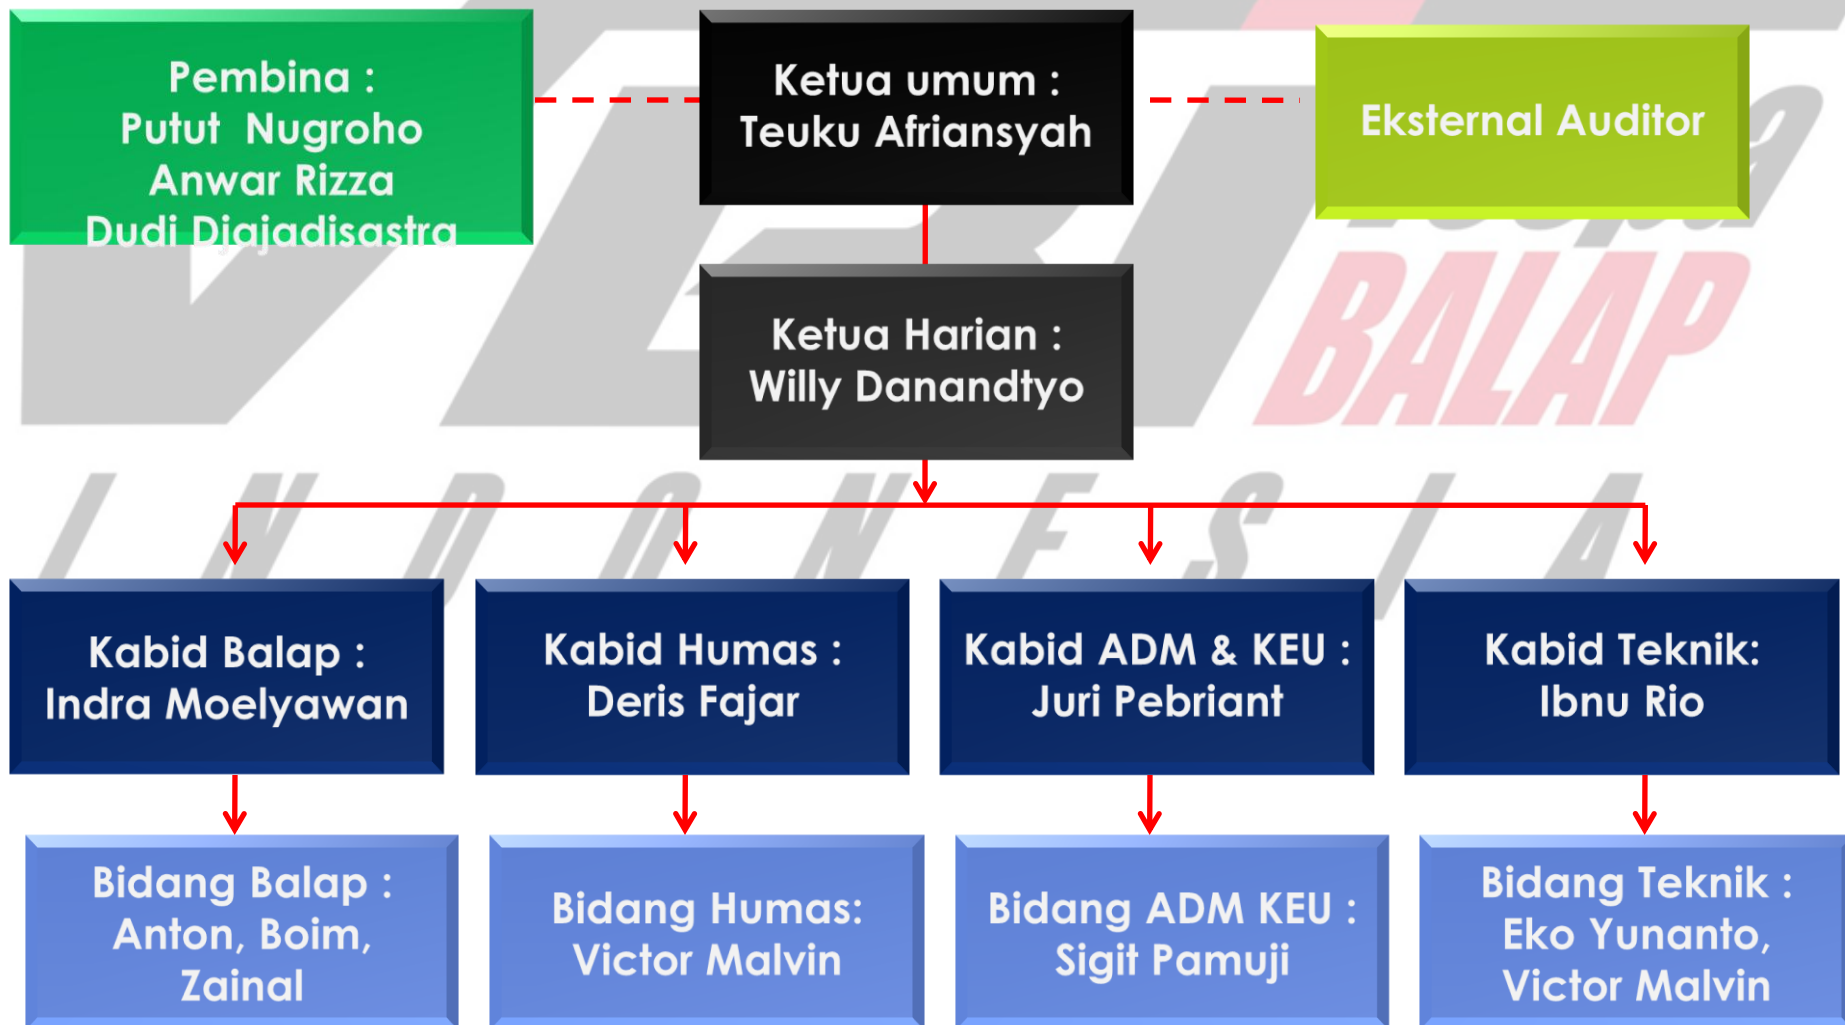 Pembina :
Putut Nugroho
Anwar Rizza
Dudi Djajadisastra
Ketua umum :
Teuku Afriansyah
Eksternal Auditor
Ketua Harian :
Willy Danandtyo
BALAP
INDONESIA
Kabid Balap :
Indra Moelyawan
Kabid Humas :
Deris Fajar
Kabid ADM & KEU :
Juri Pebriant
Kabid Teknik:
Ibnu Rio
Bidang Balap :
Anton, Boim,
Zainal
Bidang Humas:
Victor Malvin
Bidang ADM KEU :
Sigit Pamuji
Bidang Teknik :
Eko Yunanto,
Victor Malvin